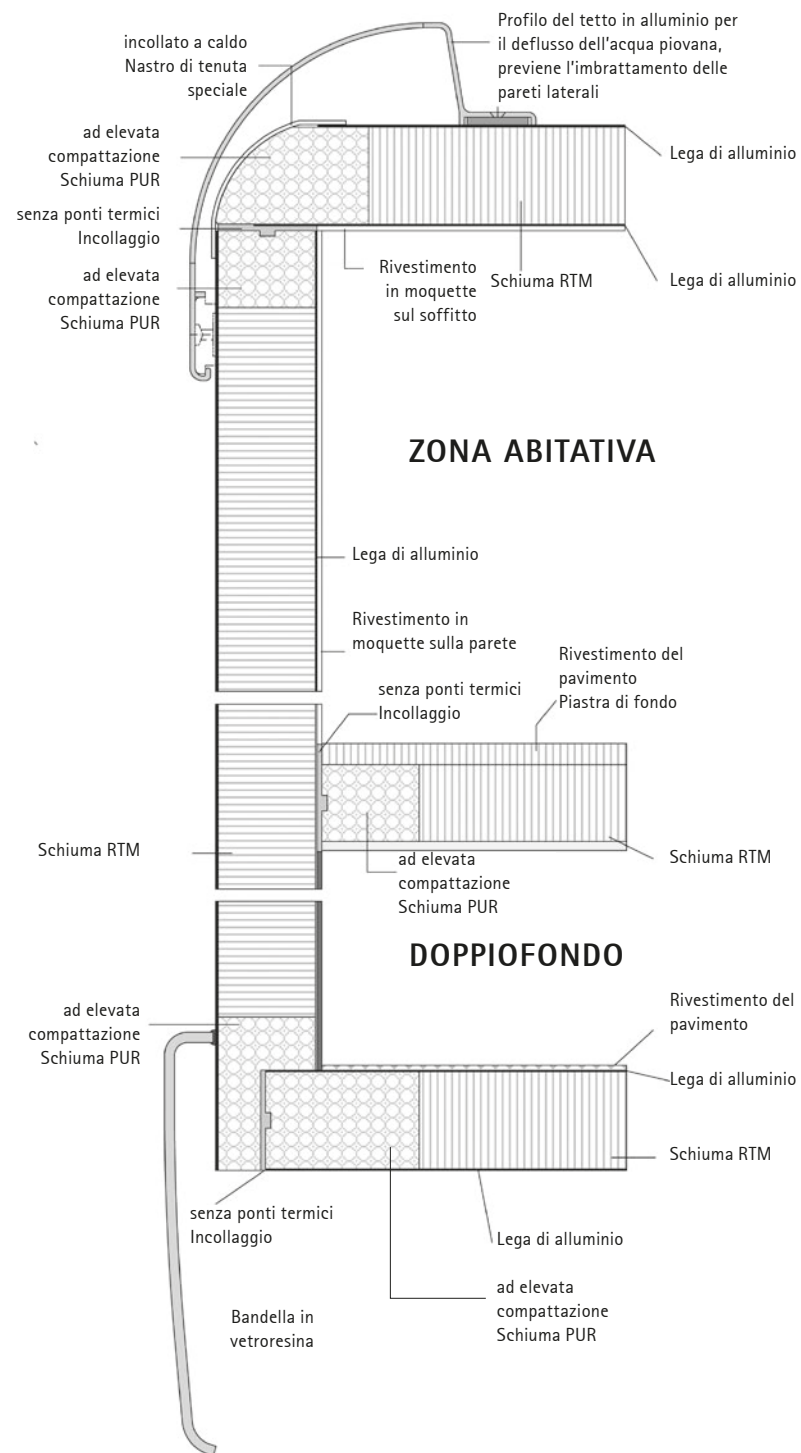 incollato a caldo
Nastro di tenuta
speciale
Profilo del tetto in alluminio per
il deflusso dell'acqua piovana,
previene l'imbrattamento delle
pareti laterali
ad elevata
compattazione
Schiuma PUR
Lega di alluminio
senza ponti termici
Incollaggio
ad elevata
compattazione
Schiuma PUR
Rivestimento
in moquette
sul soffitto
Schiuma RTM
Lega di alluminio
ZONA ABITATIVA
Lega di alluminio
Rivestimento in
moquette sulla parete
Rivestimento del
pavimento
Piastra di fondo
senza ponti termici
Incollaggio
Schiuma RTM
ad elevata
compattazione
Schiuma PUR
Schiuma RTM
DOPPIOFONDO
ad elevata
compattazione
Schiuma PUR
Rivestimento del
pavimento
Lega di alluminio
Schiuma RTM
senza ponti termici
Incollaggio
Lega di alluminio
ad elevata
compattazione
Schiuma PUR
Bandella in
vetroresina